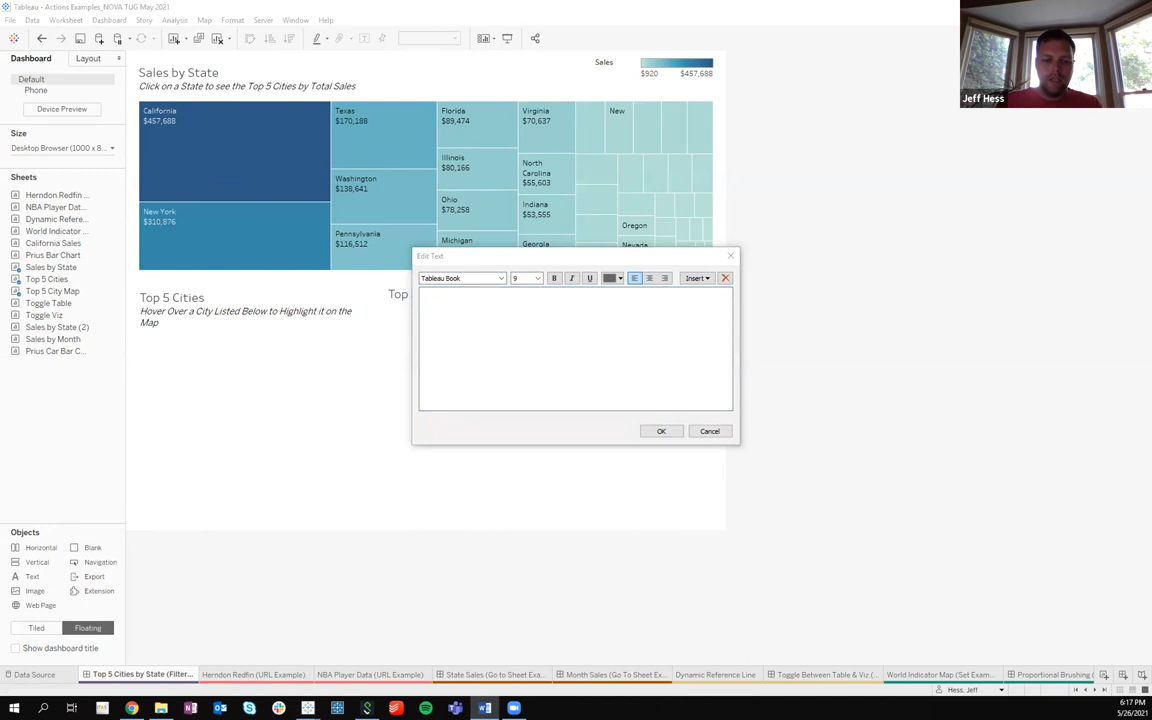 Tableau - Actions Examples_NOVA TUG May 2021
File Data Worksheet Dashboard Story Analysis Map Format Server Window Help
Dashboard Layout
Default
Phone
Device Preview
Size
Desktop Browser (1000 x 8...
Sheets
Herndon Redfin ...
NBA Player Dat...
Dynamic Refere...
World Indicator ...
California Sales
Prius Bar Chart
Sales by State
Top 5 Cities
Top 5 City Map
Toggle Table
Toggle Viz
Sales by State (2)
Sales by Month
Prius Car Bar C...
Objects
Horizontal Blank
Vertical Navigation
Text Export
Image Extension
Web Page
Tiled Floating
Show dashboard title
Sales by State
Click on a State to see the Top 5 Cities by Total Sales
Sales
$920 $457,688
California
$457,688
New York
$310,876
Texas
$170,188
Washington
$138,641
Pennsylvania
$116,512
Florida
$89,474
Illinois
$80,166
Ohio
$78,258
Michigan
Virginia
$70,637
North
Carolina
$55,603
Indiana
$53,555
Georgia
New
Oregon
Nevada
Top 5 Cities
Hover Over a City Listed Below to Highlight it on the
Map
Top
Edit Text
Tableau Book 9 B I U Insert
OK Cancel
Jeff Hess
Data Source Top 5 Cities by State (Filter... Herndon Redfin (URL Example) NBA Player Data (URL Example) State Sales (Go to Sheet Exa... Month Sales (Go To Sheet Ex... Dynamic Reference Line Toggle Between Table & Viz (... World Indicator Map (Set Exam... Proportional Brushing (
Hess, Jeff
6:17 PM
5/26/2021